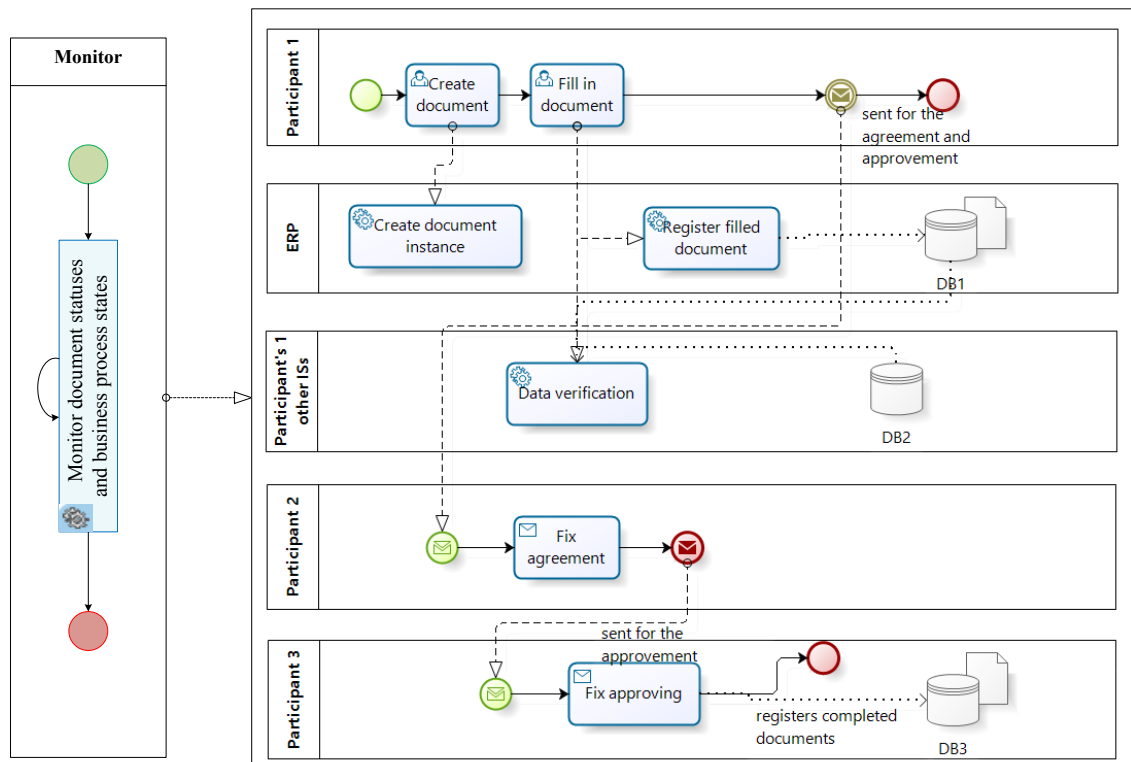 Monitor
Monitor document statuses
and business process states
Participant 1
Create
document
Fill in
document
sent for the
agreement and
approvement
ERP
Create document
instance
Register filled
document
DB1
Participant's 1
other ISs
Data verification
DB2
Participant 2
Fix
agreement
sent for the
approvement
Participant 3
Fix approving
registers completed
documents
DB3